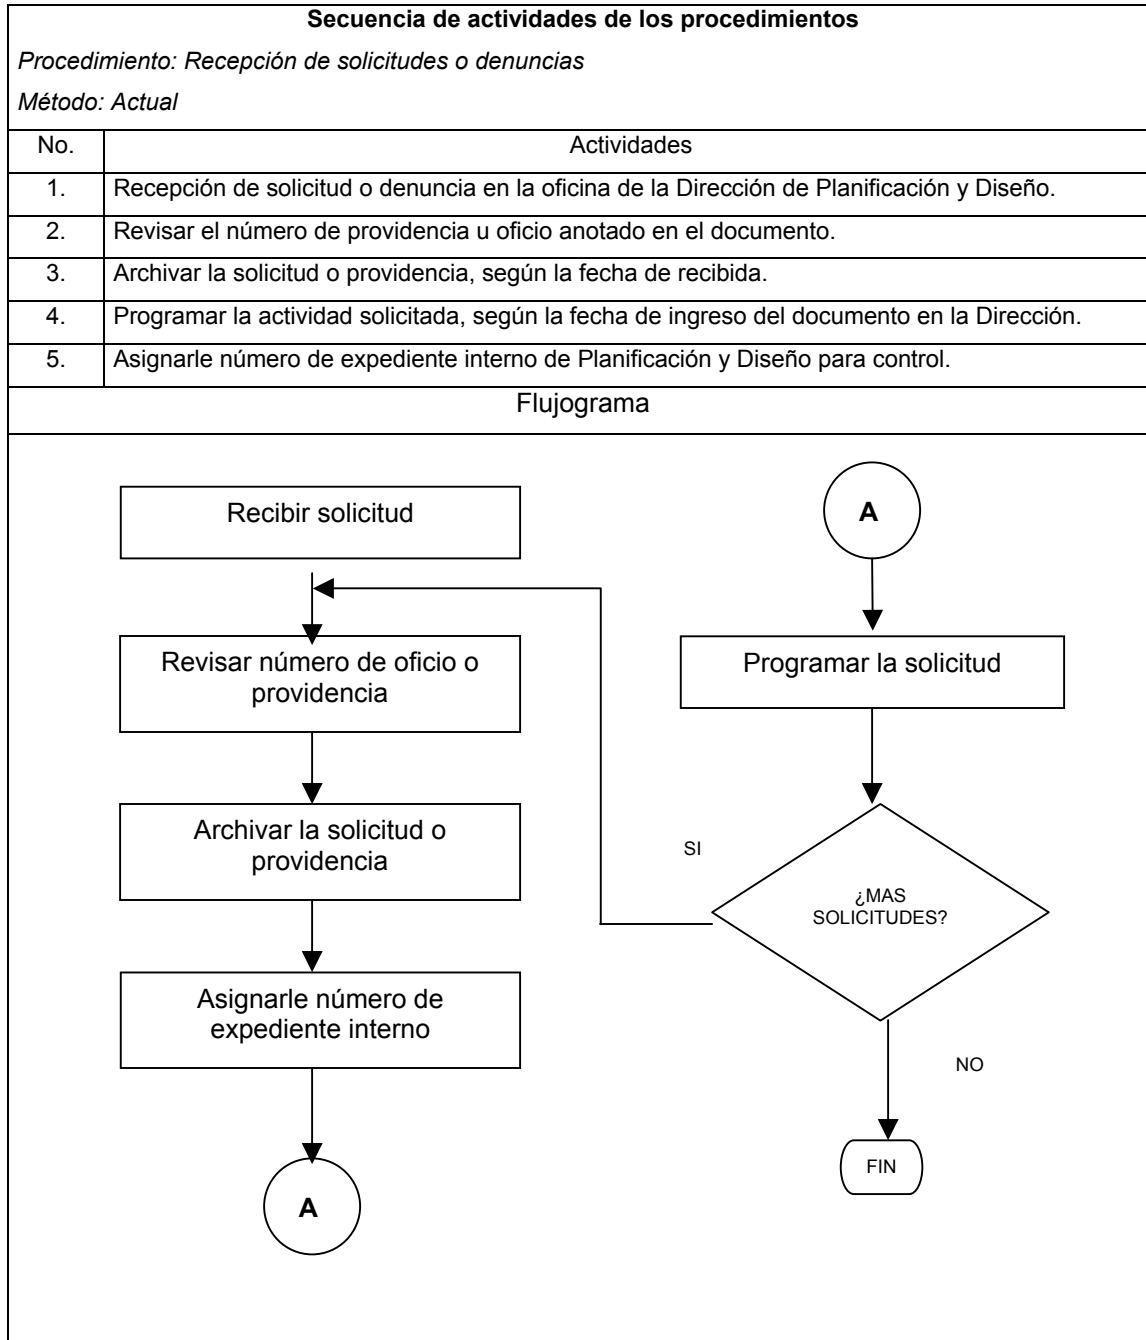 Secuencia de actividades de los procedimientos
Procedimiento: Recepción de solicitudes o denuncias
Método: Actual
No. Actividades
1. Recepción de solicitud o denuncia en la oficina de la Dirección de Planificación y Diseño.
2. Revisar el número de providencia u oficio anotado en el documento.
3. Archivar la solicitud o providencia, según la fecha de recibida.
4. Programar la actividad solicitada, según la fecha de ingreso del documento en la Dirección.
5. Asignarle número de expediente interno de Planificación y Diseño para control.
Flujograma
Recibir solicitud
Revisar número de oficio o
providencia
Archivar la solicitud o
providencia
Asignarle número de
expediente interno
A
A
Programar la solicitud
¿MAS
SOLICITUDES?
SI
NO
FIN